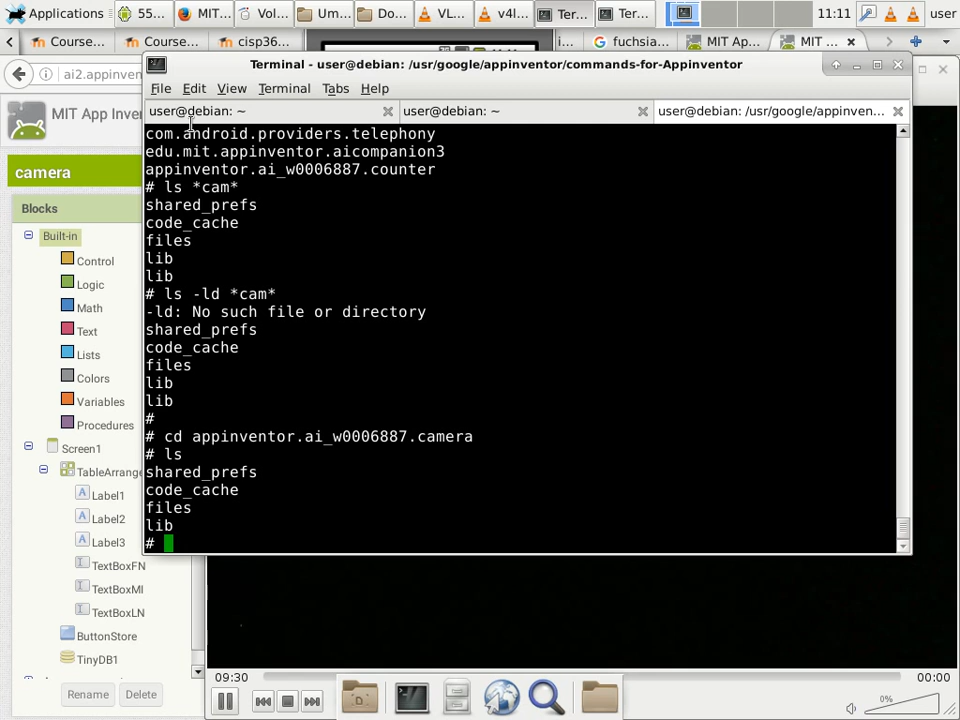 Applications
55...
MIT...
Vol...
Um...
Do...
VL...
v4l...
Ter...
Ter...
11:11
user
Course...
Course...
cisp36...
i...
fuchsia...
MIT Ap...
MIT ...
Terminal - user@debian: /usr/google/appinventor/commands-for-Appinventor
ai2.appinven
File Edit View Terminal Tabs Help
MIT App Inve
user@debian: ~
user@debian: ~
user@debian: /usr/google/appinven...
com.android.providers.telephony
edu.mit.appinventor.aicompanion3
appinventor.ai_w0006887.counter
# ls *cam*
shared_prefs
code_cache
files
lib
lib
# ls -ld *cam*
-ld: No such file or directory
shared_prefs
code_cache
files
lib
lib
#
# cd appinventor.ai_w0006887.camera
# ls
shared_prefs
code_cache
files
lib
#
camera
Blocks
Built-in
Control
Logic
Math
Text
Lists
Colors
Variables
Procedures
Screen1
TableArrang
Label1
Label2
Label3
TextBoxFN
TextBoxMI
TextBoxLN
ButtonStore
TinyDB1
Rename
Delete
09:30
00:00
0%